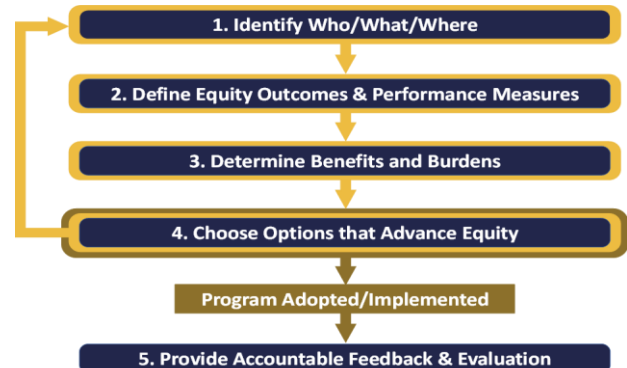 1. Identify Who/What/Where
2. Define Equity Outcomes & Performance Measures
3. Determine Benefits and Burdens
4. Choose Options that Advance Equity
Program Adopted/Implemented
5. Provide Accountable Feedback & Evaluation